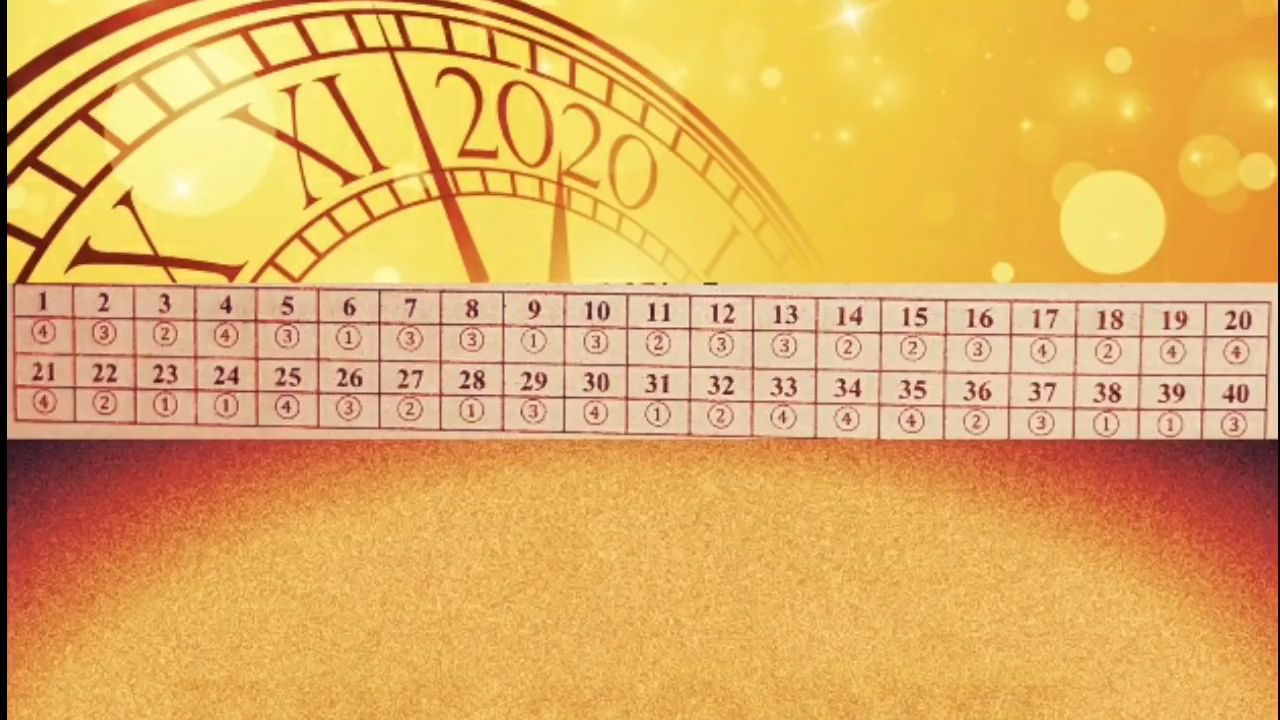 XI 2020
X I
1 2 3 4 5 6 7 8 9 10 11 12 13 14 15 16 17 18 19 20
④ ③ ② ④ ③ ① ③ ③ ① ③ ② ③ ③ ② ② ③ ④ ② ④ ④
21 22 23 24 25 26 27 28 29 30 31 32 33 34 35 36 37 38 39 40
④ ② ① ① ④ ③ ② ① ③ ④ ① ② ④ ④ ④ ② ③ ① ① ③